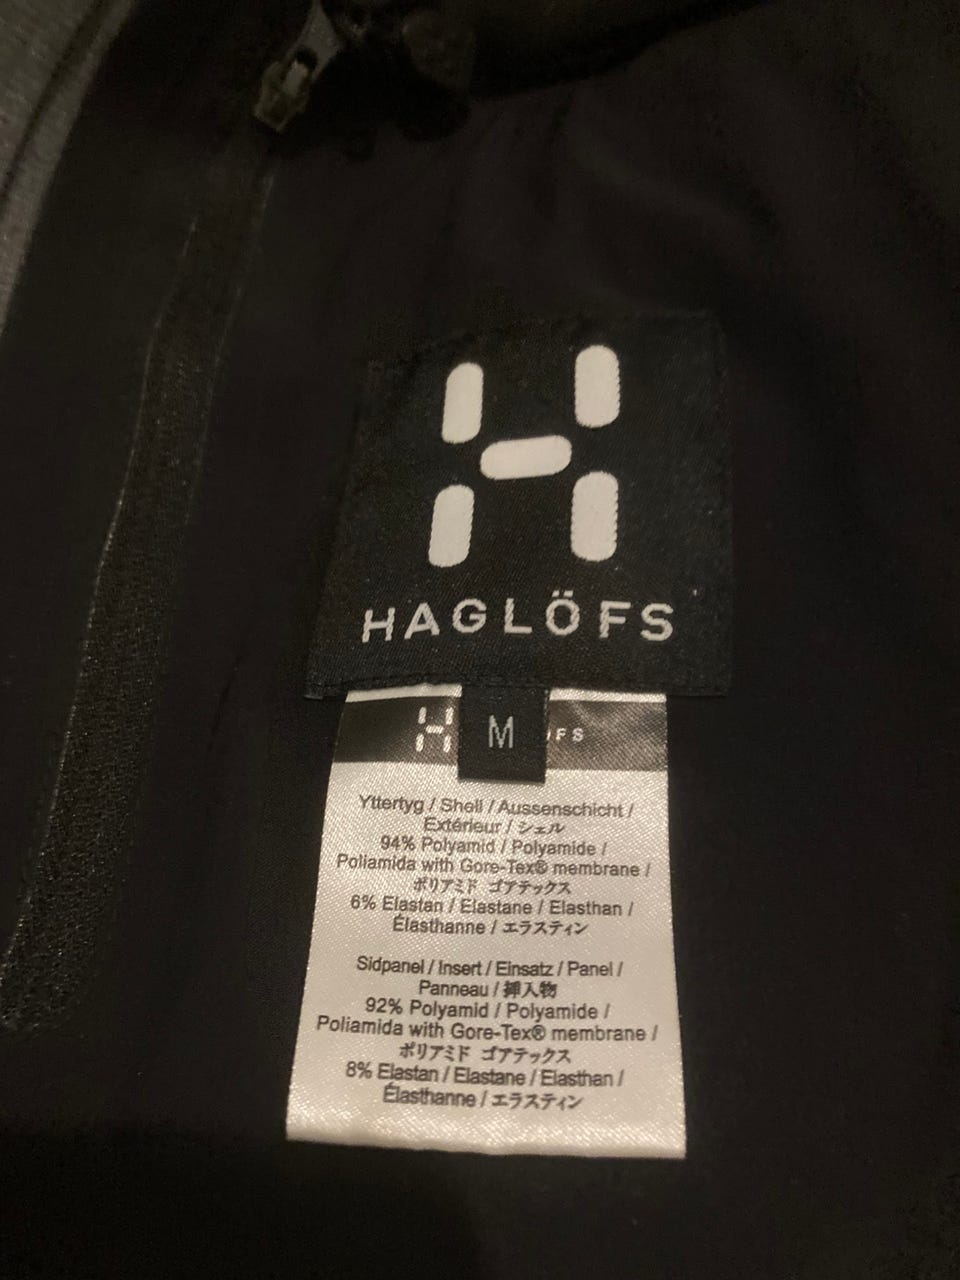 HAGLÖFS
M
FS
Yttertyg / Shell / Aussenschicht /
Extérieur / シェル
94% Polyamid / Polyamide /
Poliamida with Gore-Tex® membrane /
ポリアミド ゴアテックス
6% Elastan / Elastane / Elasthan /
Élasthanne / エラスティン
Sidpanel / Insert / Einsatz / Panel /
Panneau / 挿入物
92% Polyamid / Polyamide /
Poliamida with Gore-Tex® membrane /
ポリアミド ゴアテックス
8% Elastan / Elastane / Elasthan /
Élasthanne / エラスティン